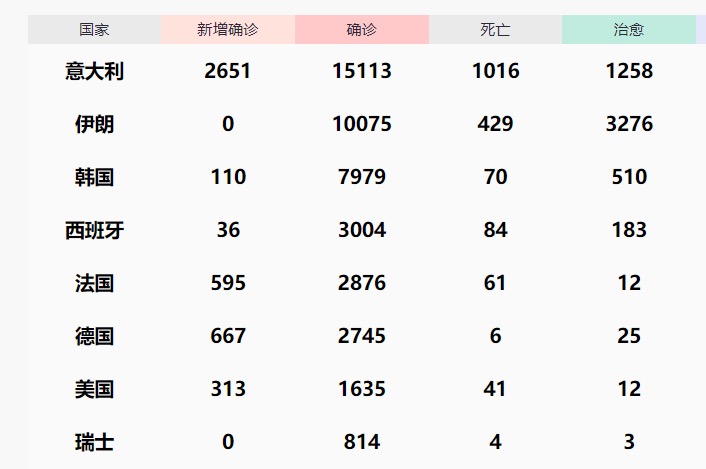 国家 新增确诊 确诊 死亡 治愈
意大利 2651 15113 1016 1258
伊朗 0 10075 429 3276
韩国 110 7979 70 510
西班牙 36 3004 84 183
法国 595 2876 61 12
德国 667 2745 6 25
美国 313 1635 41 12
瑞士 0 814 4 3